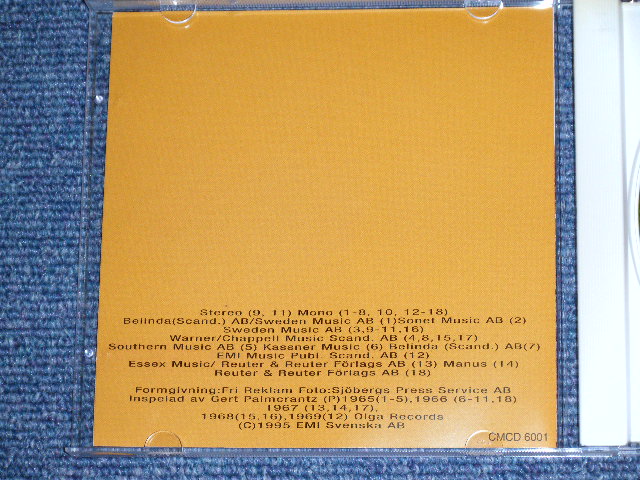 Stereo (9, 11) Mono (1-8, 10, 12-18)
Belinda(Scand.) AB/Sweden Music AB (1)Sonet Music AB (2)
Sweden Music AB (3,9-11,16)
Warner/Chappell Music Scand. AB (4,8,15,17)
Southern Music AB (5) Kassner Music (6) Belinda (Scand.) AB(7)
EMI Music Publ. Scand. AB (12)
Essex Music/ Reuter & Reuter Förlags AB (13) Manus (14)
Reuter & Reuter Förlags AB (18)
Formgivning:Fri Reklam Foto:Sjöbergs Press Service AB
Inspelad av Gert Palmcrantz (P)1965(1-5),1966 (6-11,18)
1967 (13,14,17),
1968(15,16),1969(12) Olga Records
(C)1995 EMI Svenska AB
CMCD 6001